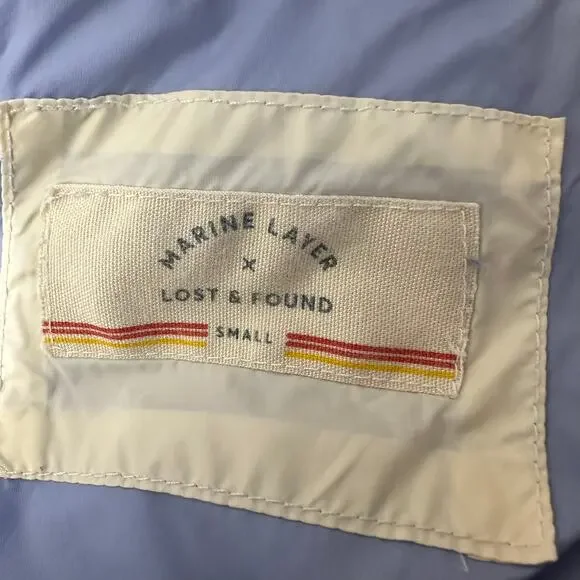 MARINE LAYER
X
LOST & FOUND
SMALL